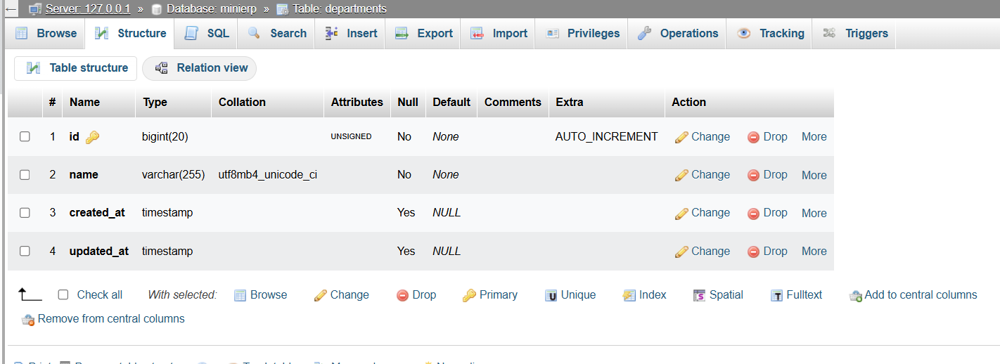 Server: 127.0.0.1 » Database: minierp » Table: departments
Browse Structure SQL Search Insert Export Import Privileges Operations Tracking Triggers
Table structure Relation view
# Name Type Collation Attributes Null Default Comments Extra Action
1 id bigint(20) UNSIGNED No None AUTO_INCREMENT Change Drop More
2 name varchar(255) utf8mb4_unicode_ci No None Change Drop More
3 created_at timestamp Yes NULL Change Drop More
4 updated_at timestamp Yes NULL Change Drop More
Check all With selected: Browse Change Drop Primary Unique Index Spatial Fulltext Add to central columns
Remove from central columns